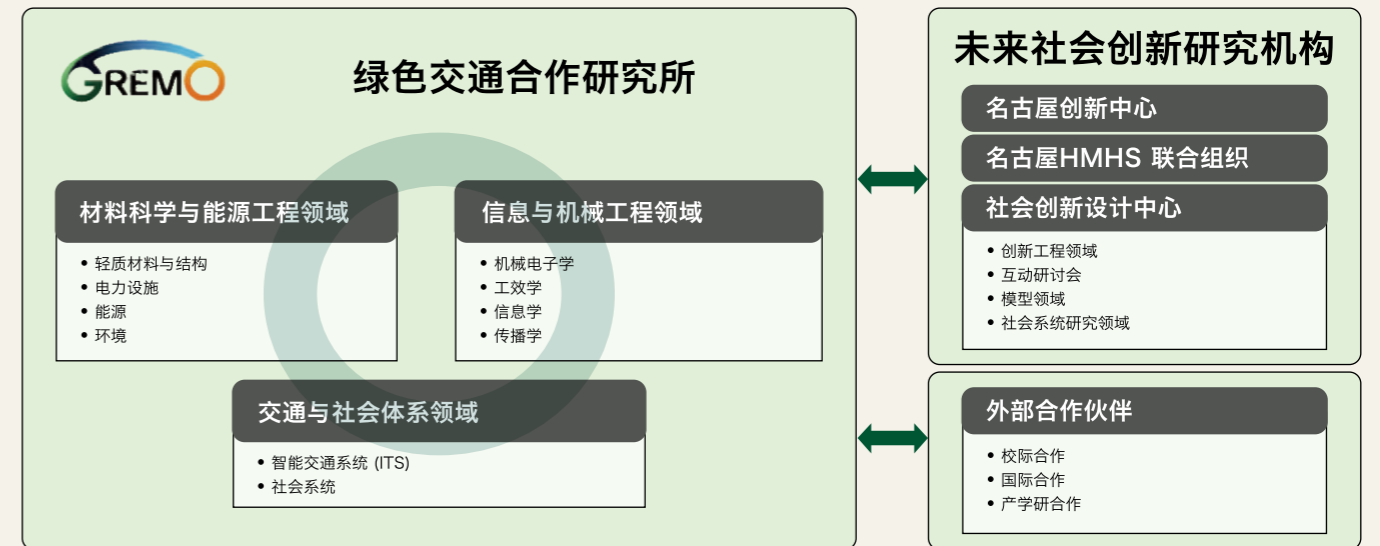 GREMO
绿色交通合作研究所
材料科学与能源工程领域
• 轻质材料与结构
• 电力设施
• 能源
• 环境
信息与机械工程领域
• 机械电子学
• 工效学
• 信息学
• 传播学
交通与社会体系领域
• 智能交通系统 (ITS)
• 社会系统
未来社会创新研究机构
名古屋创新中心
名古屋HMHS 联合组织
社会创新设计中心
• 创新工程领域
• 互动研讨会
• 模型领域
• 社会系统研究领域
外部合作伙伴
• 校际合作
• 国际合作
• 产学研合作